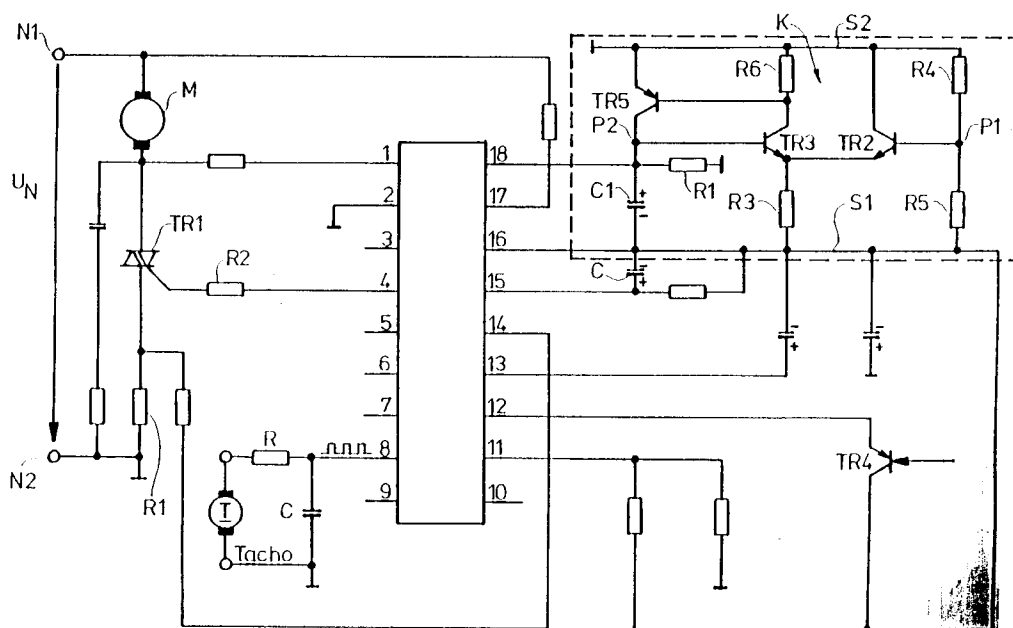 N1
M
U_N
TR1
R2
N2
R1
R
C
T
Tacho
1
2
3
4
5
6
7
8
9
18
17
16
15
14
13
12
11
10
K
S2
R6
R4
TR5
P2
TR3
TR2
P1
C1
+
-
R1
R3
S1
R5
C
-
+
-
+
-
+
TR4